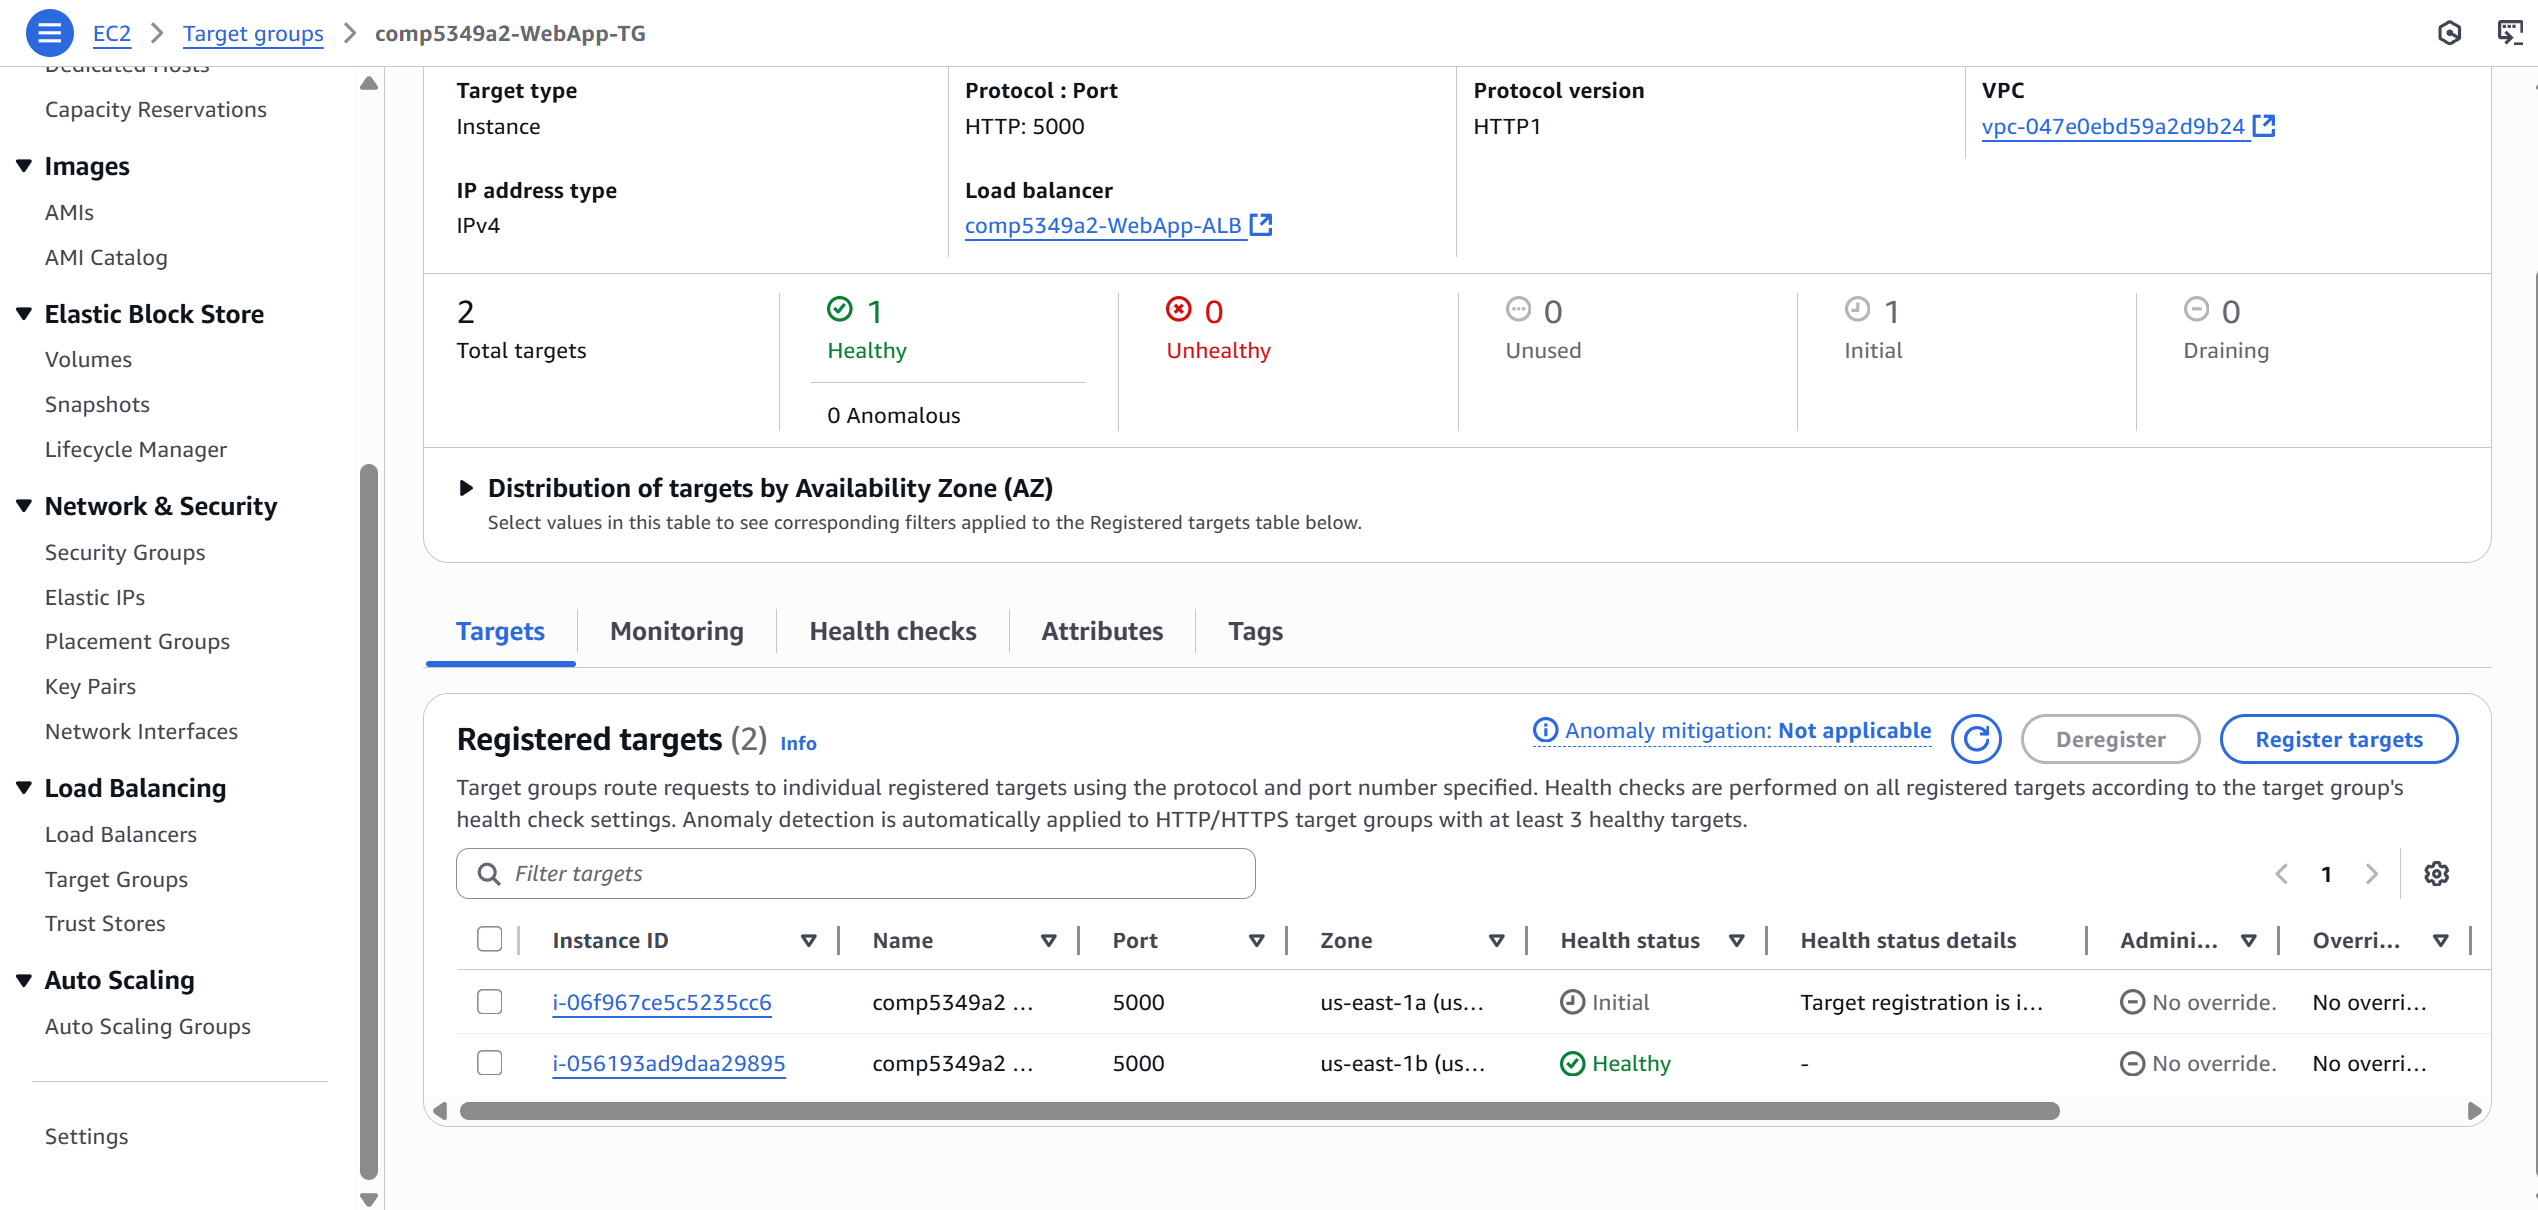 EC2 > Target groups > comp5349a2-WebApp-TG
Dedicated Hosts
Capacity Reservations
Images
AMIs
AMI Catalog
Elastic Block Store
Volumes
Snapshots
Lifecycle Manager
Network & Security
Security Groups
Elastic IPs
Placement Groups
Key Pairs
Network Interfaces
Load Balancing
Load Balancers
Target Groups
Trust Stores
Auto Scaling
Auto Scaling Groups
Settings
Target type
Instance
Protocol : Port
HTTP: 5000
Protocol version
HTTP1
VPC
vpc-047e0ebd59a2d9b24
IP address type
IPv4
Load balancer
comp5349a2-WebApp-ALB
2
Total targets
1
Healthy
0 Anomalous
0
Unhealthy
0
Unused
1
Initial
0
Draining
Distribution of targets by Availability Zone (AZ)
Select values in this table to see corresponding filters applied to the Registered targets table below.
Targets Monitoring Health checks Attributes Tags
Registered targets (2) Info
Anomaly mitigation: Not applicable
Deregister
Register targets
Target groups route requests to individual registered targets using the protocol and port number specified. Health checks are performed on all registered targets according to the target group's
health check settings. Anomaly detection is automatically applied to HTTP/HTTPS target groups with at least 3 healthy targets.
Filter targets
1
Instance ID Name Port Zone Health status Health status details Admini... Overri...
i-06f967ce5c5235cc6 comp5349a2 ... 5000 us-east-1a (us... Initial Target registration is i... No override. No overri...
i-056193ad9daa29895 comp5349a2 ... 5000 us-east-1b (us... Healthy - No override. No overri...